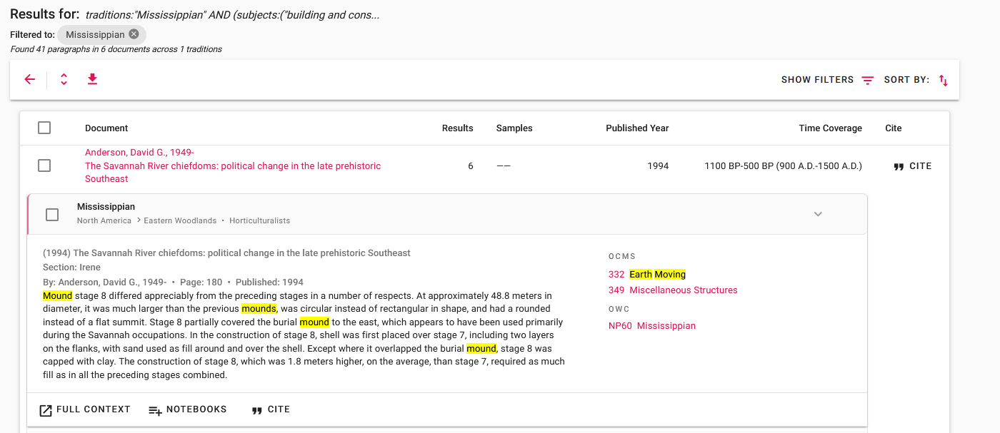 Results for: traditions:"Mississippian" AND (subjects:("building and cons...
Filtered to: Mississippian
Found 41 paragraphs in 6 documents across 1 traditions
SHOW FILTERS SORT BY:
Document Results Samples Published Year Time Coverage Cite
Anderson, David G., 1949-
The Savannah River chiefdoms: political change in the late prehistoric
Southeast
6 —— 1994 1100 BP-500 BP (900 A.D.-1500 A.D.) CITE
Mississippian
North America > Eastern Woodlands • Horticulturalists
(1994) The Savannah River chiefdoms: political change in the late prehistoric Southeast
Section: Irene
By: Anderson, David G., 1949- • Page: 180 • Published: 1994
Mound stage 8 differed appreciably from the preceding stages in a number of respects. At approximately 48.8 meters in
diameter, it was much larger than the previous mounds, was circular instead of rectangular in shape, and had a rounded
instead of a flat summit. Stage 8 partially covered the burial mound to the east, which appears to have been used primarily
during the Savannah occupations. In the construction of stage 8, shell was first placed over stage 7, including two layers
on the flanks, with sand used as fill around and over the shell. Except where it overlapped the burial mound, stage 8 was
capped with clay. The construction of stage 8, which was 1.8 meters higher, on the average, than stage 7, required as much
fill as in all the preceding stages combined.
OCMS
332 Earth Moving
349 Miscellaneous Structures
OWC
NP60 Mississippian
FULL CONTEXT NOTEBOOKS CITE